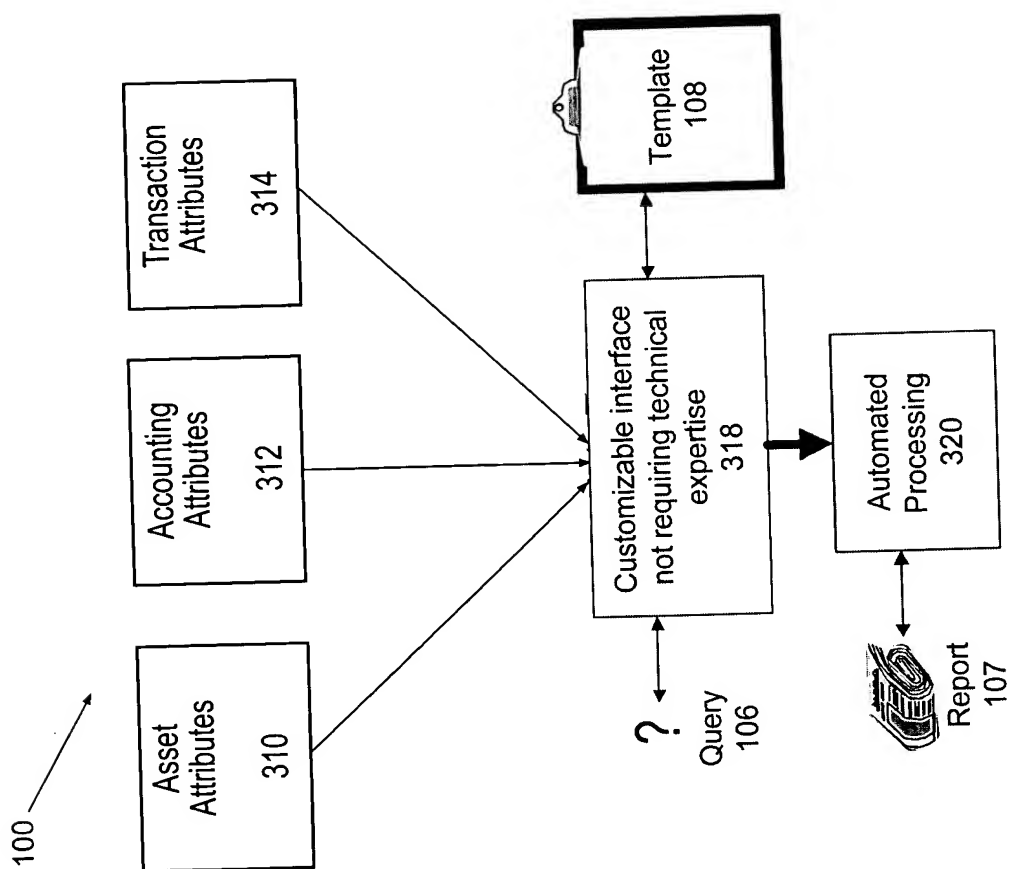 100
Asset
Attributes
310
Accounting
Attributes
312
Transaction
Attributes
314
?
Query
106
Customizable interface
not requiring technical
expertise
318
Template
108
Report
107
Automated
Processing
320